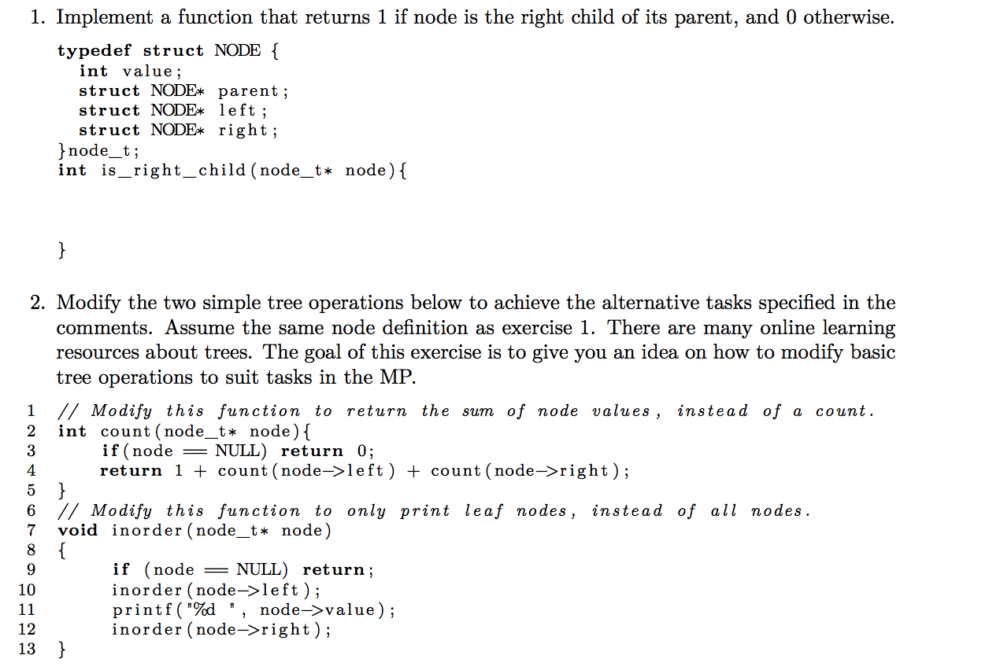 1. Implement a function that returns 1 if node is the right child of its parent, and 0 otherwise.
typedef struct NODE {
int value;
struct NODE* parent;
struct NODE* left;
struct NODE* right;
}node_t;
int is_right_child(node_t* node){
}
2. Modify the two simple tree operations below to achieve the alternative tasks specified in the
comments. Assume the same node definition as exercise 1. There are many online learning
resources about trees. The goal of this exercise is to give you an idea on how to modify basic
tree operations to suit tasks in the MP.
1 // Modify this function to return the sum of node values, instead of a count.
2 int count(node_t* node){
3 if(node == NULL) return 0;
4 return 1 + count(node->left) + count(node->right);
5 }
6 // Modify this function to only print leaf nodes, instead of all nodes.
7 void inorder(node_t* node)
8 {
9 if (node == NULL) return;
10 inorder(node->left);
11 printf("%d ", node->value);
12 inorder(node->right);
13 }